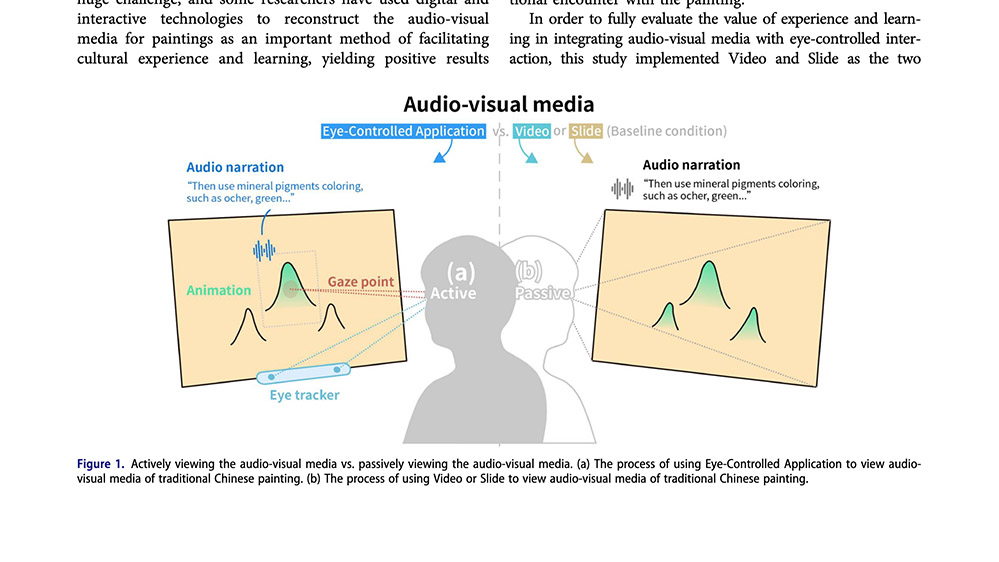 huge challenge, and some researchers have used digital and
interactive technologies to reconstruct the audio-visual
media for paintings as an important method of facilitating
cultural experience and learning, yielding positive results
tional encounter with the painting.
In order to fully evaluate the value of experience and learn-
ing in integrating audio-visual media with eye-controlled inter-
action, this study implemented Video and Slide as the two
Audio-visual media
Eye-Controlled Application vs. Video or Slide (Baseline condition)
Audio narration
“Then use mineral pigments coloring,
such as ocher, green...”
Animation
Gaze point
Eye tracker
(a)
Active
(b)
Passive
Audio narration
“Then use mineral pigments coloring,
such as ocher, green...”
Figure 1. Actively viewing the audio-visual media vs. passively viewing the audio-visual media. (a) The process of using Eye-Controlled Application to view audio-
visual media of traditional Chinese painting. (b) The process of using Video or Slide to view audio-visual media of traditional Chinese painting.